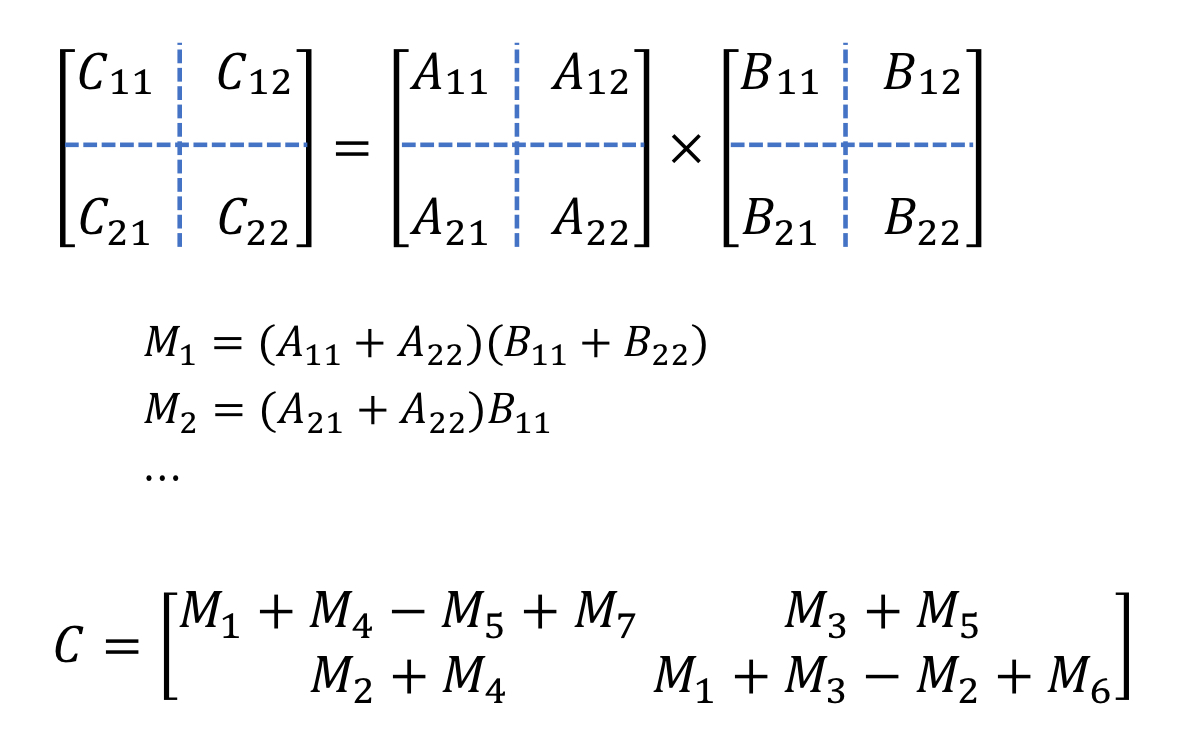 [C₁₁ C₁₂] = [A₁₁ A₁₂] × [B₁₁ B₁₂]
[C₂₁ C₂₂] [A₂₁ A₂₂] [B₂₁ B₂₂]
M₁ = (A₁₁ + A₂₂)(B₁₁ + B₂₂)
M₂ = (A₂₁ + A₂₂)B₁₁
…
C = [M₁ + M₄ − M₅ + M₇ M₃ + M₅]
[M₂ + M₄ M₁ + M₃ − M₂ + M₆]